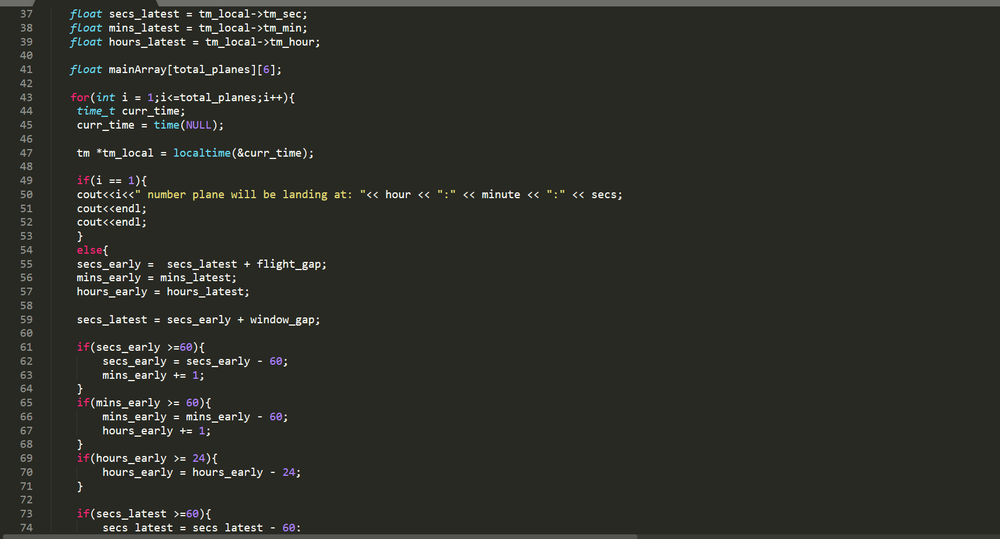 37 float secs_latest = tm_local->tm_sec;
38 float mins_latest = tm_local->tm_min;
39 float hours_latest = tm_local->tm_hour;
40
41 float mainArray[total_planes][6];
42
43 for(int i = 1;i<=total_planes;i++){
44 time_t curr_time;
45 curr_time = time(NULL);
46
47 tm *tm_local = localtime(&curr_time);
48
49 if(i == 1){
50 cout<<i<<" number plane will be landing at: "<< hour << ":" << minute << ":" << secs;
51 cout<<endl;
52 cout<<endl;
53 }
54 else{
55 secs_early =  secs_latest + flight_gap;
56 mins_early = mins_latest;
57 hours_early = hours_latest;
58
59 secs_latest = secs_early + window_gap;
60
61 if(secs_early >=60){
62 secs_early = secs_early - 60;
63 mins_early += 1;
64 }
65 if(mins_early >= 60){
66 mins_early = mins_early - 60;
67 hours_early += 1;
68 }
69 if(hours_early >= 24){
70 hours_early = hours_early - 24;
71 }
72
73 if(secs_latest >=60){
74 secs_latest = secs_latest - 60;